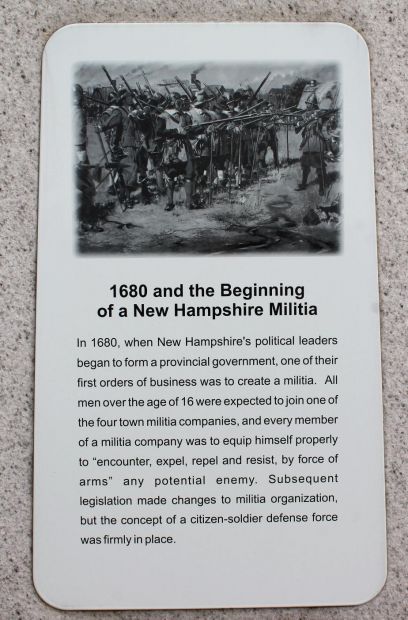 1680 and the Beginning
of a New Hampshire Militia
In 1680, when New Hampshire's political leaders
began to form a provincial government, one of their
first orders of business was to create a militia. All
men over the age of 16 were expected to join one of
the four town militia companies, and every member
of a militia company was to equip himself properly
to “encounter, expel, repel and resist, by force of
arms” any potential enemy. Subsequent
legislation made changes to militia organization,
but the concept of a citizen-soldier defense force
was firmly in place.